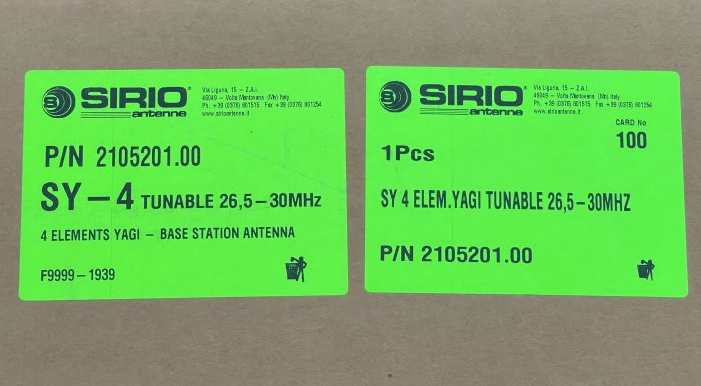 SIRIO
antenne
Via Liguria, 15 – Z.A.I.
46049 – Volta Mantovana (Mn) Italy
Ph. +39 (0376) 801515 Fax +39 (0376) 801254
www.sirioantenne.it
P/N 2105201.00
SY – 4 TUNABLE 26,5 – 30MHz
4 ELEMENTS YAGI – BASE STATION ANTENNA
F9999 – 1939
SIRIO
antenne
Via Liguria, 15 – Z.A.I.
46049 – Volta Mantovana (Mn) Italy
Ph. +39 (0376) 801515 Fax +39 (0376) 801254
www.sirioantenne.it
CARD No
100
1Pcs
SY 4 ELEM.YAGI TUNABLE 26,5–30MHZ
P/N 2105201.00